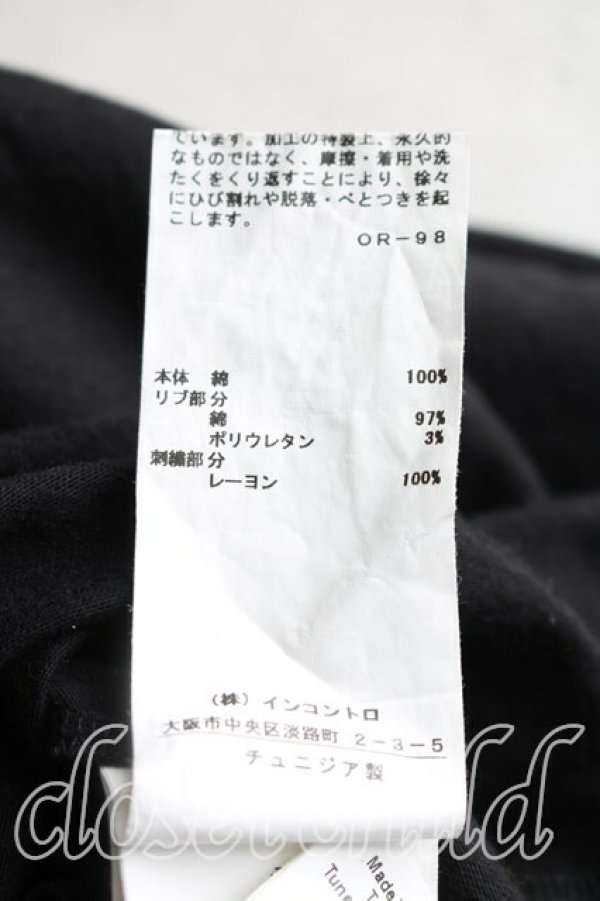 ています。加工の特製上、永久的
なものではなく、摩擦・着用や洗
たくをくり返すことにより、徐々
にひび割れや脱落・べとつきを起
こします。
OR-98
本体 綿 100%
リブ部分
綿 97%
ポリウレタン 3%
刺繍部分
レーヨン 100%
(株) インコントロ
大阪市中央区淡路町 2-3-5
チュニジア製
closet child
Made
Tune